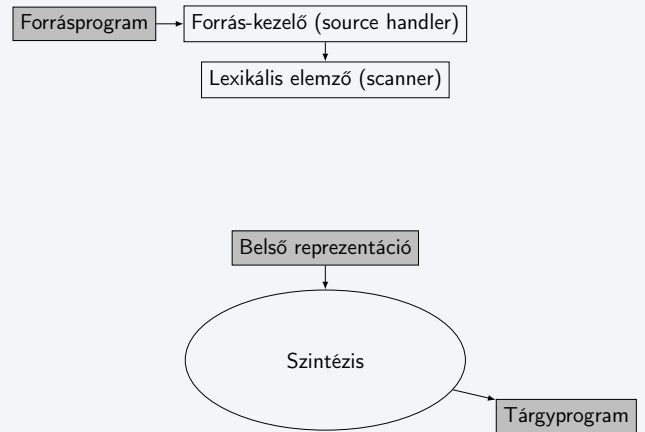 Forrásprogram
Forrás-kezelő (source handler)
Lexikális elemző (scanner)
Belső reprezentáció
Szintézis
Tárgyprogram